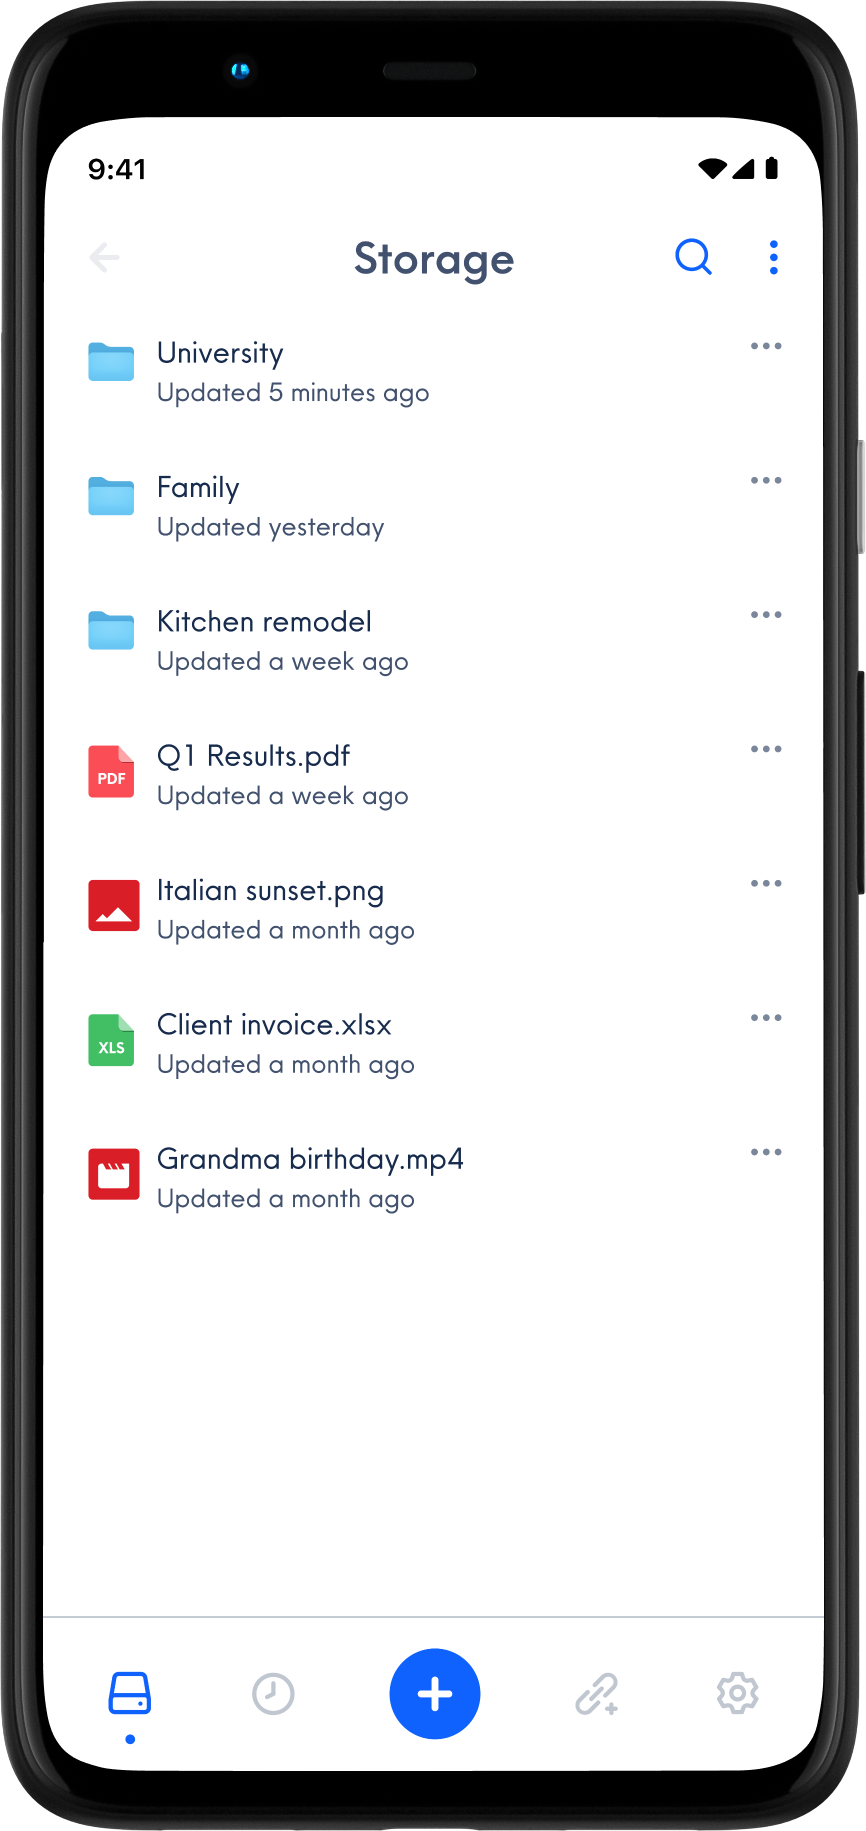 9:41
Storage
University
Updated 5 minutes ago
Family
Updated yesterday
Kitchen remodel
Updated a week ago
Q1 Results.pdf
PDF
Updated a week ago
Italian sunset.png
Updated a month ago
Client invoice.xlsx
XLS
Updated a month ago
Grandma birthday.mp4
Updated a month ago